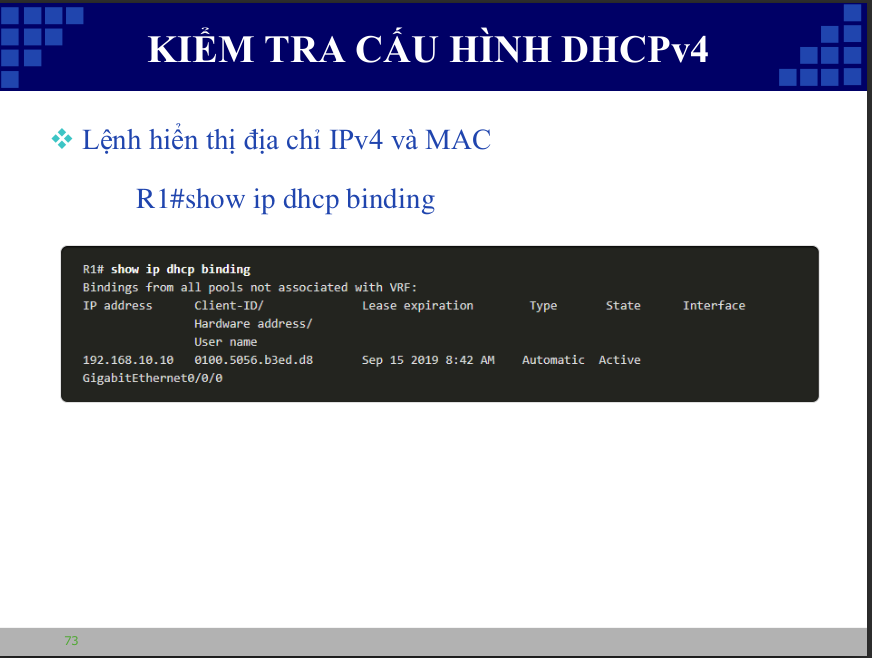 KIỂM TRA CẤU HÌNH DHCPv4
Lệnh hiển thị địa chỉ IPv4 và MAC
R1#show ip dhcp binding
R1# show ip dhcp binding
Bindings from all pools not associated with VRF:
IP address Client-ID/ Lease expiration Type State Interface
Hardware address/
User name
192.168.10.10 0100.5056.b3ed.d8 Sep 15 2019 8:42 AM Automatic Active
GigabitEthernet0/0/0
73